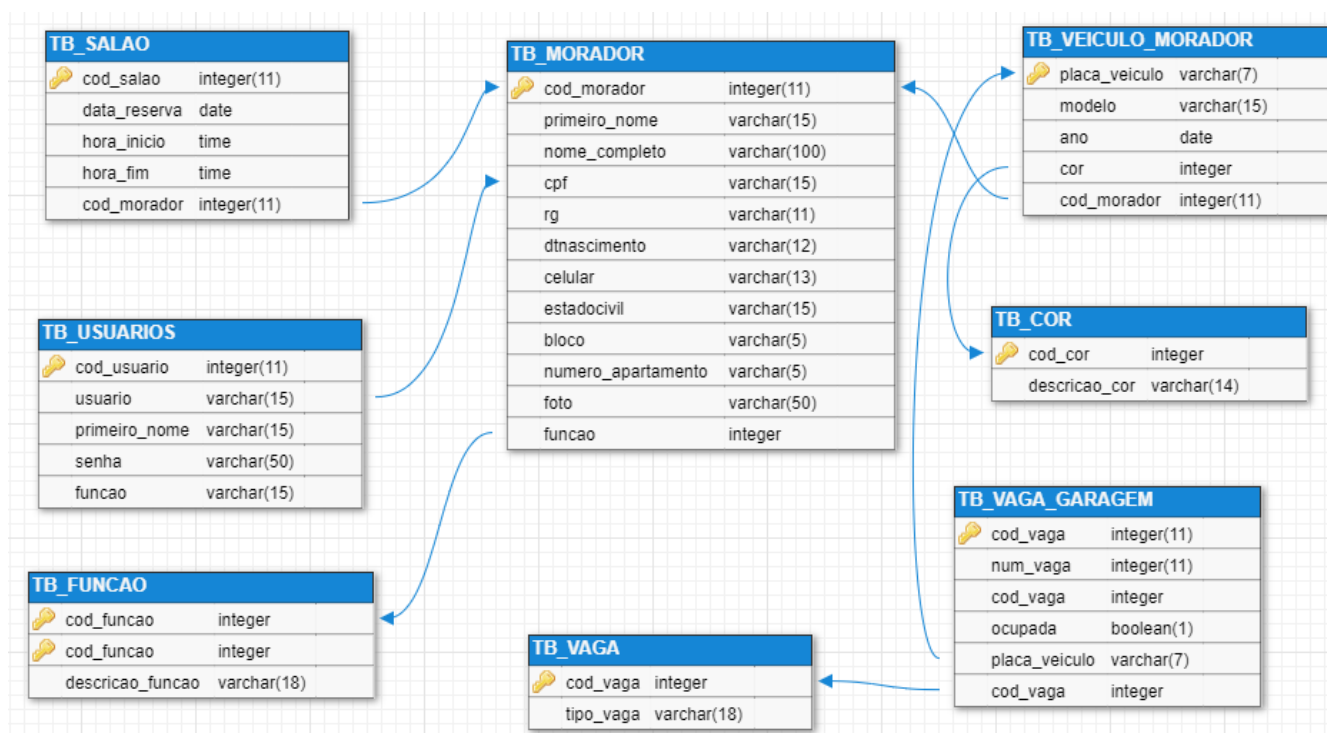 TB_SALAO
cod_salao integer(11)
data_reserva date
hora_inicio time
hora_fim time
cod_morador integer(11)
TB_MORADOR
cod_morador integer(11)
primeiro_nome varchar(15)
nome_completo varchar(100)
cpf varchar(15)
rg varchar(11)
dtnascimento varchar(12)
celular varchar(13)
estadocivil varchar(15)
bloco varchar(5)
numero_apartamento varchar(5)
foto varchar(50)
funcao integer
TB_VEICULO_MORADOR
placa_veiculo varchar(7)
modelo varchar(15)
ano date
cor integer
cod_morador integer(11)
TB_USUARIOS
cod_usuario integer(11)
usuario varchar(15)
primeiro_nome varchar(15)
senha varchar(50)
funcao varchar(15)
TB_COR
cod_cor integer
descricao_cor varchar(14)
TB_FUNCAO
cod_funcao integer
cod_funcao integer
descricao_funcao varchar(18)
TB_VAGA
cod_vaga integer
tipo_vaga varchar(18)
TB_VAGA_GARAGEM
cod_vaga integer(11)
num_vaga integer(11)
cod_vaga integer
ocupada boolean(1)
placa_veiculo varchar(7)
cod_vaga integer